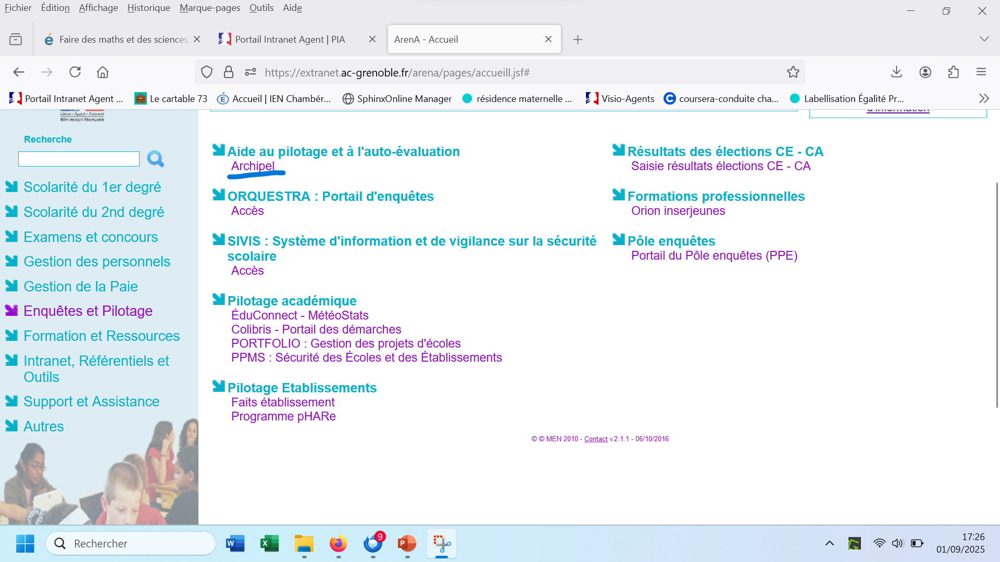 Fichier Édition Affichage Historique Marque-pages Outils Aide
Faire des maths et des sciences,
Portail Intranet Agent | PIA
ArenA - Accueil
https://extranet.ac-grenoble.fr/arena/pages/accueill.jsf#
Portail Intranet Agent ...
Le cartable 73
Accueil | IEN Chambér...
SphinxOnline Manager
résidence maternelle ...
Visio-Agents
coursera-conduite cha...
Labellisation Égalité Pr...
Liberté • Égalité • Fraternité
RÉPUBLIQUE FRANÇAISE
d'information
Recherche
Scolarité du 1er degré
Scolarité du 2nd degré
Examens et concours
Gestion des personnels
Gestion de la Paie
Enquêtes et Pilotage
Formation et Ressources
Intranet, Référentiels et
Outils
Support et Assistance
Autres
Aide au pilotage et à l'auto-évaluation
Archipel
ORQUESTRA : Portail d'enquêtes
Accès
SIVIS : Système d'information et de vigilance sur la sécurité
scolaire
Accès
Pilotage académique
ÉduConnect - MétéoStats
Colibris - Portail des démarches
PORTFOLIO : Gestion des projets d'écoles
PPMS : Sécurité des Écoles et des Établissements
Pilotage Etablissements
Faits établissement
Programme pHARe
Résultats des élections CE - CA
Saisie résultats élections CE - CA
Formations professionnelles
Orion inserjeunes
Pôle enquêtes
Portail du Pôle enquêtes (PPE)
© © MEN 2010 - Contact v.2.1.1 - 06/10/2016
Rechercher
9
17:26
01/09/2025